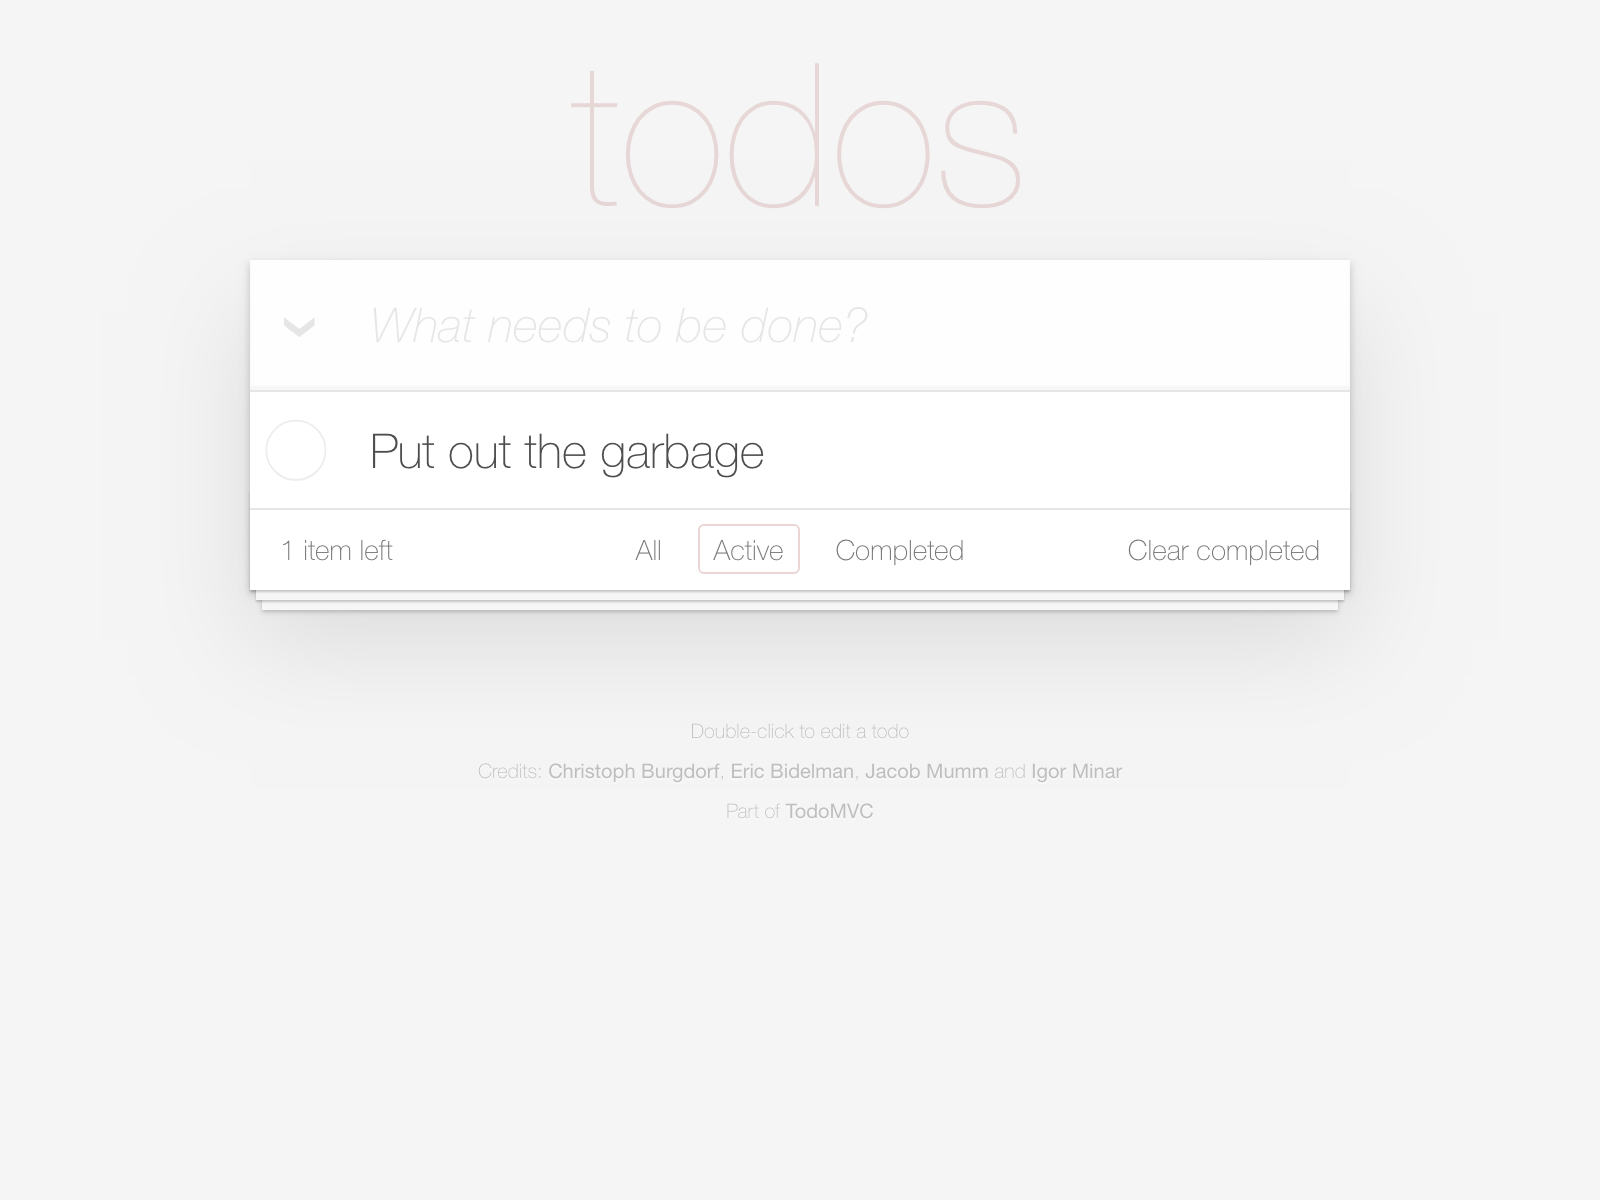 todos
What needs to be done?
Put out the garbage
1 item left All Active Completed Clear completed
Double-click to edit a todo
Credits: Christoph Burgdorf, Eric Bidelman, Jacob Mumm and Igor Minar
Part of TodoMVC